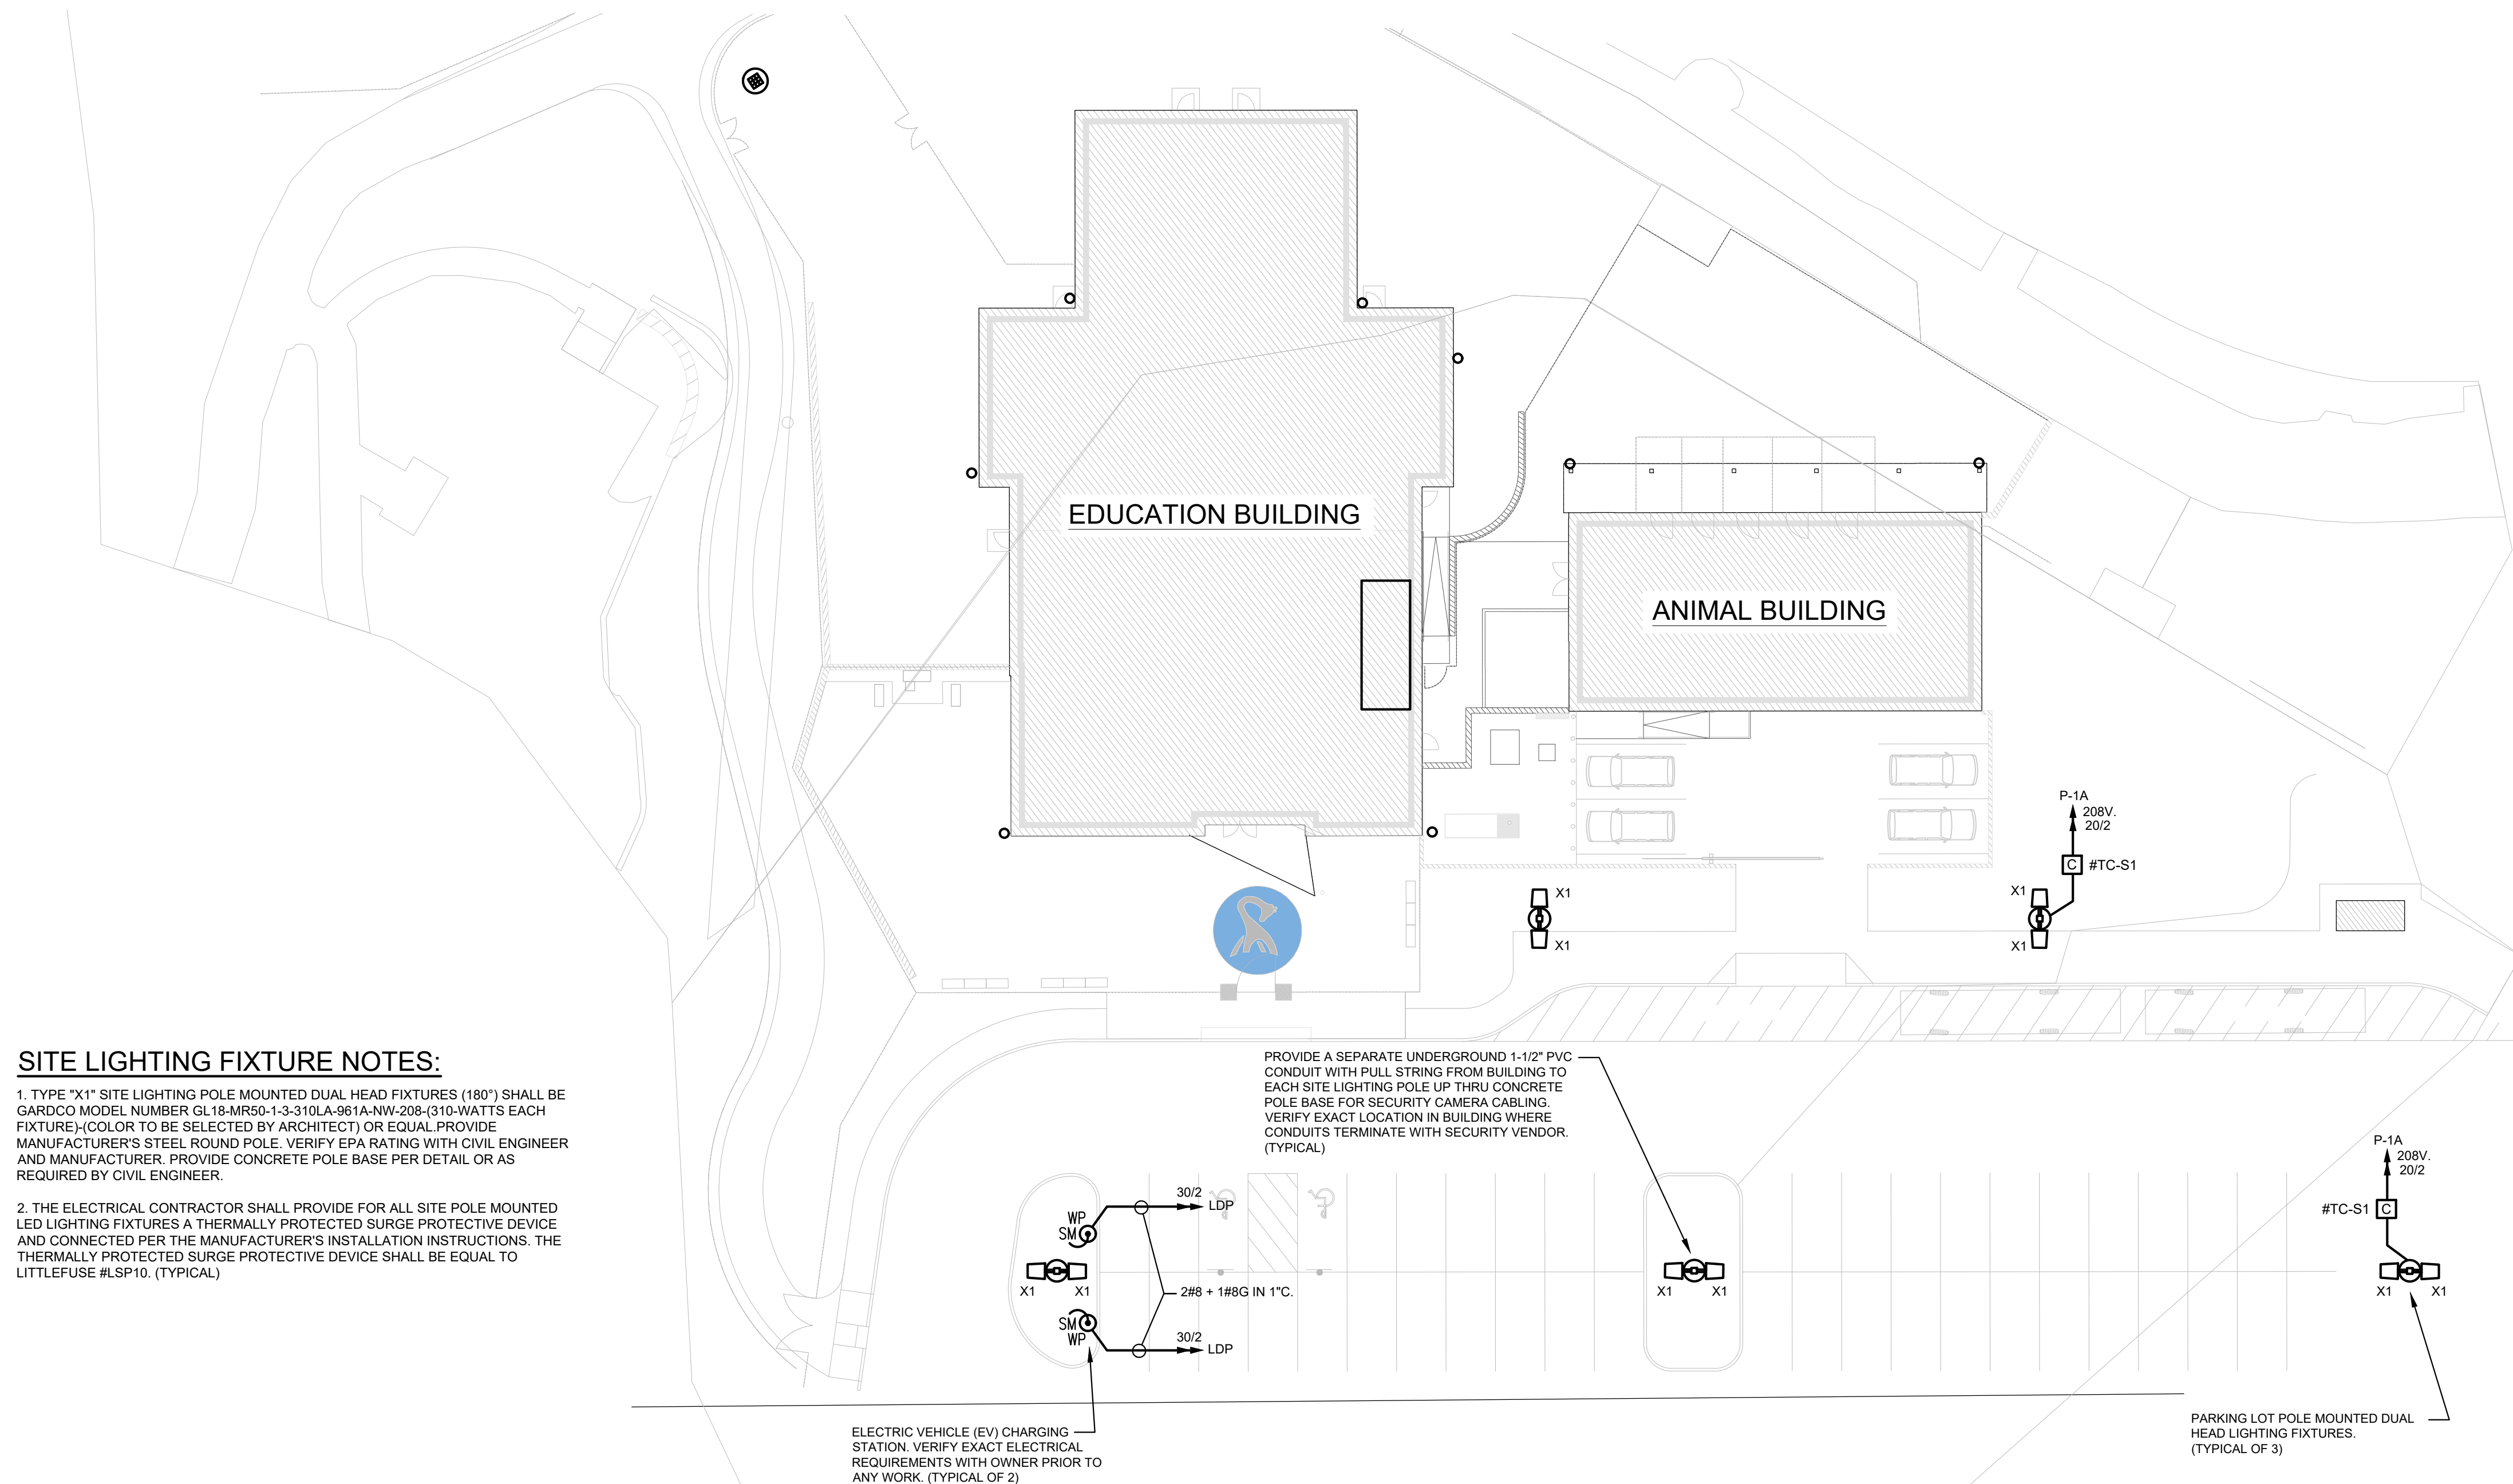 EDUCATION BUILDING
ANIMAL BUILDING
P-1A
208V.
20/2
C #TC-S1
X1
X1
X1
X1
SITE LIGHTING FIXTURE NOTES:
1. TYPE "X1" SITE LIGHTING POLE MOUNTED DUAL HEAD FIXTURES (180°) SHALL BE
GARDCO MODEL NUMBER GL18-MR50-1-3-310LA-961A-NW-208-(310-WATTS EACH
FIXTURE)-(COLOR TO BE SELECTED BY ARCHITECT) OR EQUAL.PROVIDE
MANUFACTURER'S STEEL ROUND POLE. VERIFY EPA RATING WITH CIVIL ENGINEER
AND MANUFACTURER. PROVIDE CONCRETE POLE BASE PER DETAIL OR AS
REQUIRED BY CIVIL ENGINEER.
2. THE ELECTRICAL CONTRACTOR SHALL PROVIDE FOR ALL SITE POLE MOUNTED
LED LIGHTING FIXTURES A THERMALLY PROTECTED SURGE PROTECTIVE DEVICE
AND CONNECTED PER THE MANUFACTURER'S INSTALLATION INSTRUCTIONS. THE
THERMALLY PROTECTED SURGE PROTECTIVE DEVICE SHALL BE EQUAL TO
LITTLEFUSE #LSP10. (TYPICAL)
PROVIDE A SEPARATE UNDERGROUND 1-1/2" PVC
CONDUIT WITH PULL STRING FROM BUILDING TO
EACH SITE LIGHTING POLE UP THRU CONCRETE
POLE BASE FOR SECURITY CAMERA CABLING.
VERIFY EXACT LOCATION IN BUILDING WHERE
CONDUITS TERMINATE WITH SECURITY VENDOR.
(TYPICAL)
P-1A
208V.
20/2
#TC-S1 C
30/2
LDP
WP
SM
X1 X1
2#8 + 1#8G IN 1"C.
X1 X1
X1 X1
SM
WP
30/2
LDP
ELECTRIC VEHICLE (EV) CHARGING
STATION. VERIFY EXACT ELECTRICAL
REQUIREMENTS WITH OWNER PRIOR TO
ANY WORK. (TYPICAL OF 2)
PARKING LOT POLE MOUNTED DUAL
HEAD LIGHTING FIXTURES.
(TYPICAL OF 3)